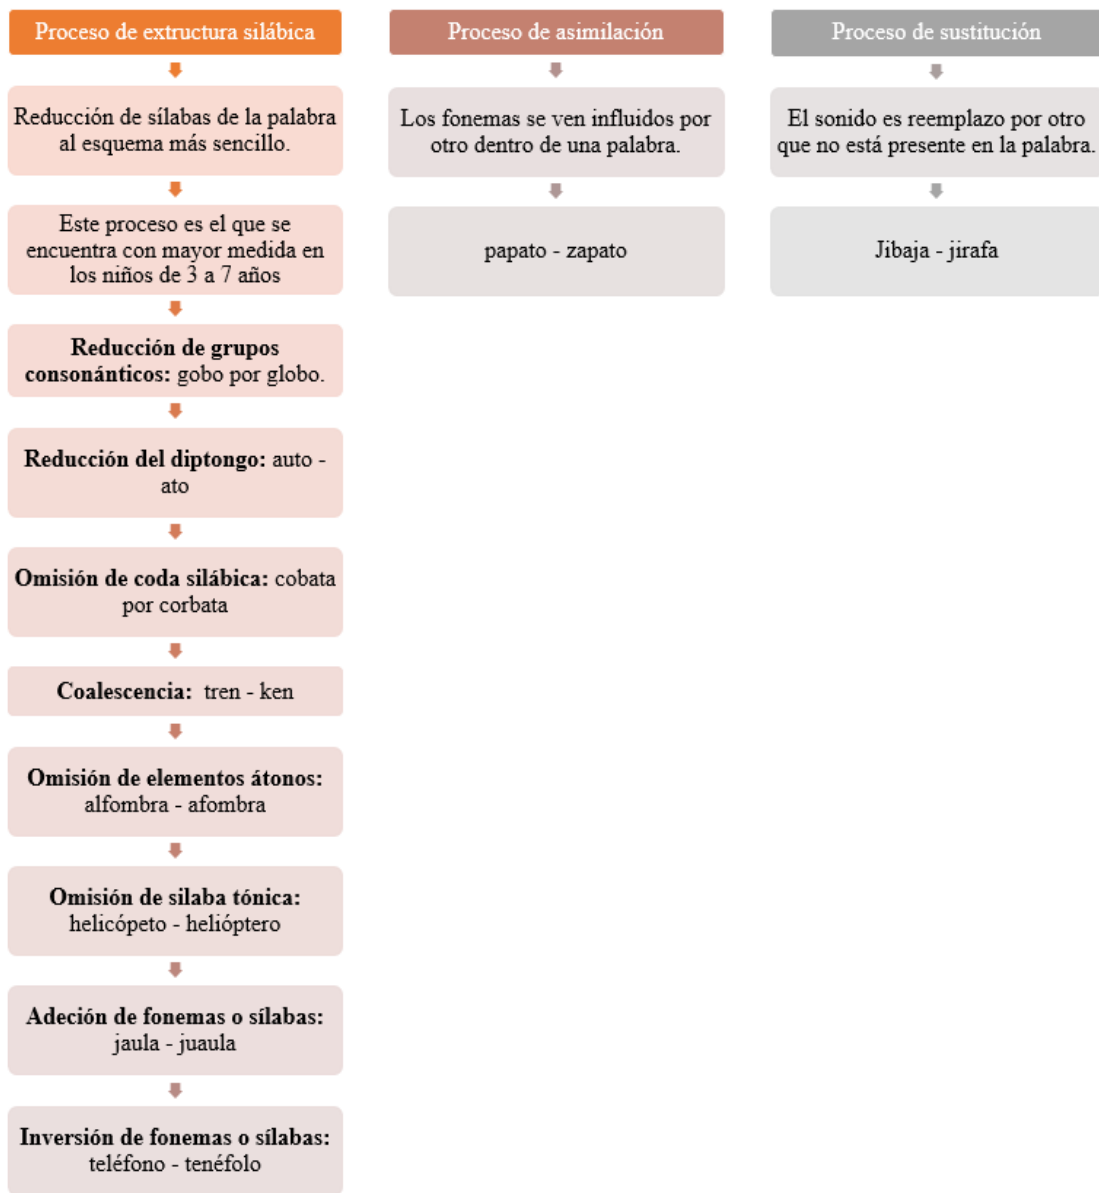 Proceso de extructura silábica
Reducción de sílabas de la palabra
al esquema más sencillo.
Este proceso es el que se
encuentra con mayor medida en
los niños de 3 a 7 años
Reducción de grupos
consonánticos: gobo por globo.
Reducción del diptongo: auto -
ato
Omisión de coda silábica: cobata
por corbata
Coalescencia: tren - ken
Omisión de elementos átonos:
alfombra - afombra
Omisión de silaba tónica:
helicópeto - helióptero
Adeción de fonemas o sílabas:
jaula - juaula
Inversión de fonemas o sílabas:
teléfono - tenéfolo
Proceso de asimilación
Los fonemas se ven influidos por
otro dentro de una palabra.
papato - zapato
Proceso de sustitución
El sonido es reemplazo por otro
que no está presente en la palabra.
Jibaja - jirafa